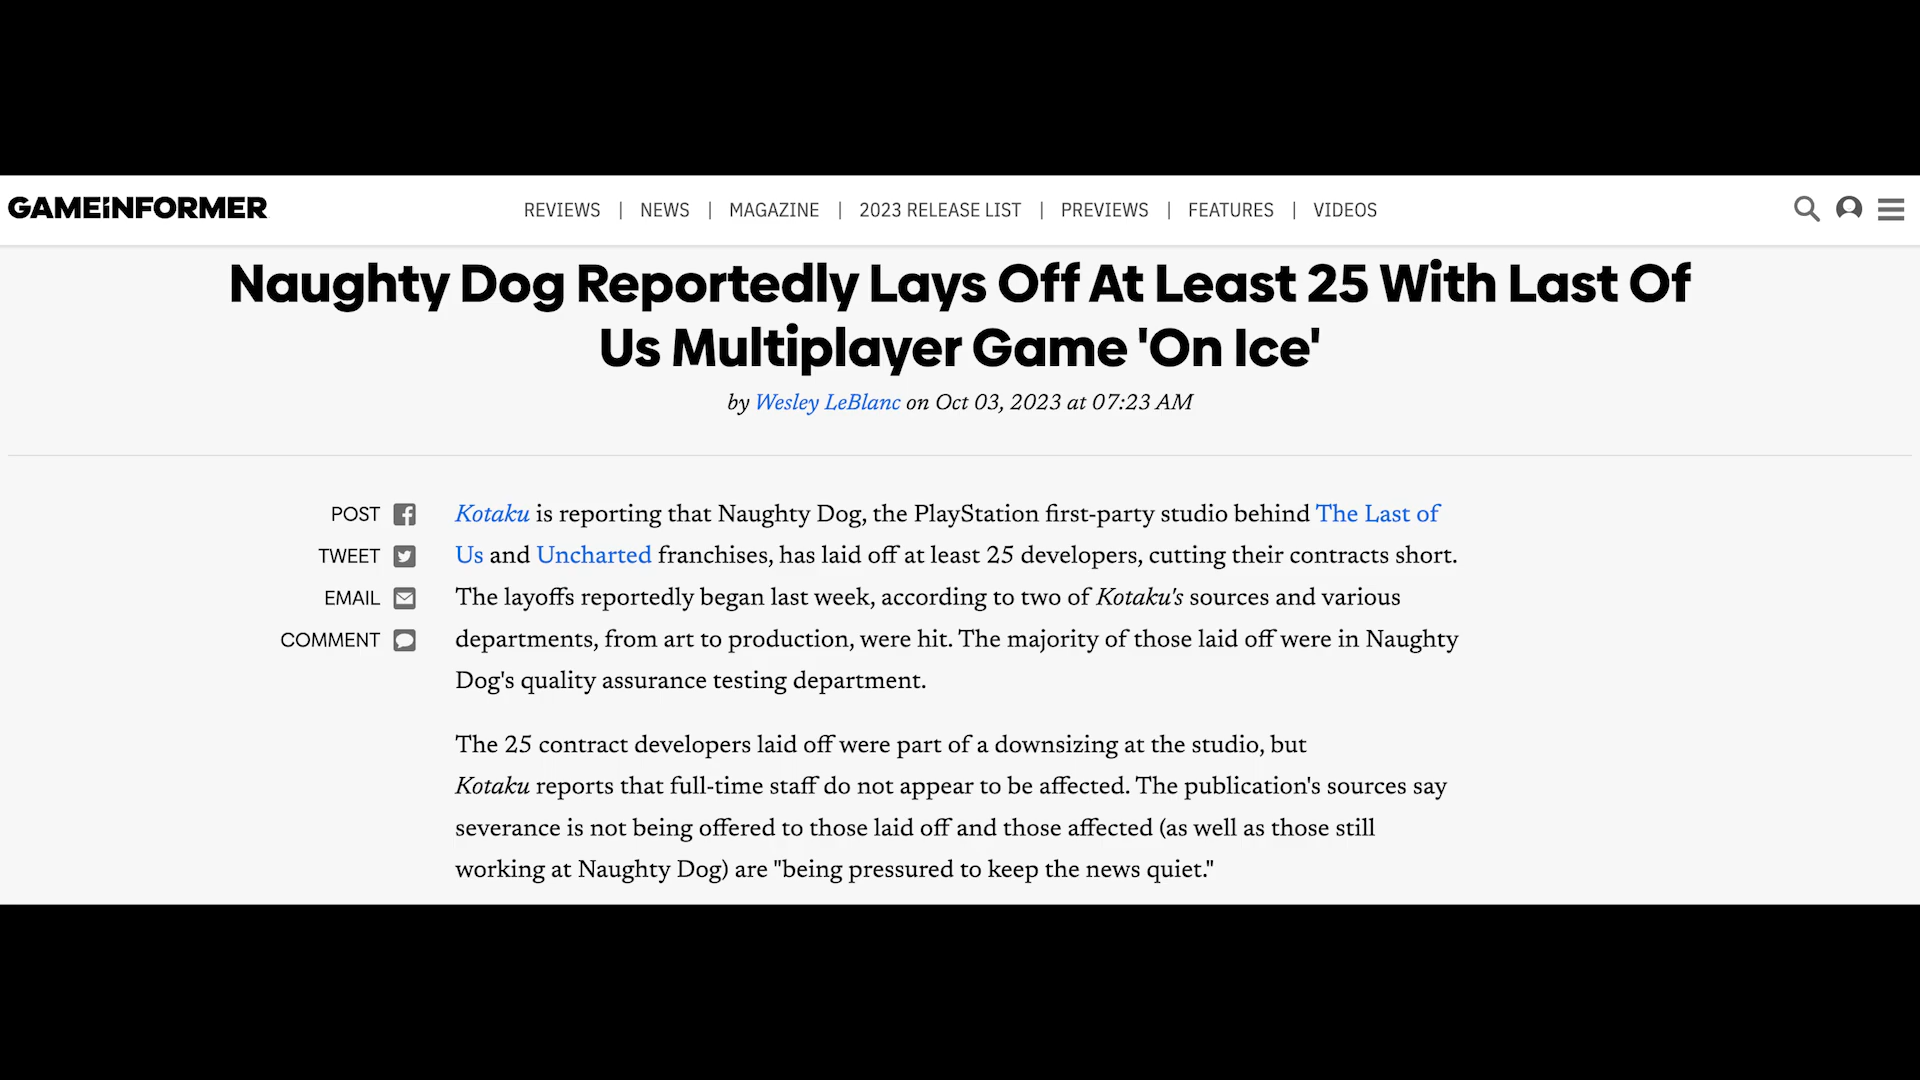 GAMEiNFORMER
REVIEWS | NEWS | MAGAZINE | 2023 RELEASE LIST | PREVIEWS | FEATURES | VIDEOS
Naughty Dog Reportedly Lays Off At Least 25 With Last Of
Us Multiplayer Game 'On Ice'
by Wesley LeBlanc on Oct 03, 2023 at 07:23 AM
POST
TWEET
EMAIL
COMMENT
Kotaku is reporting that Naughty Dog, the PlayStation first-party studio behind The Last of
Us and Uncharted franchises, has laid off at least 25 developers, cutting their contracts short.
The layoffs reportedly began last week, according to two of Kotaku's sources and various
departments, from art to production, were hit. The majority of those laid off were in Naughty
Dog's quality assurance testing department.
The 25 contract developers laid off were part of a downsizing at the studio, but
Kotaku reports that full-time staff do not appear to be affected. The publication's sources say
severance is not being offered to those laid off and those affected (as well as those still
working at Naughty Dog) are "being pressured to keep the news quiet."